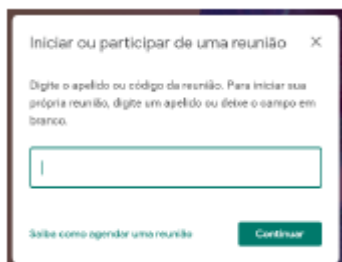 Iniciar ou participar de uma reunião
Digite o apelido ou código da reunião. Para iniciar sua
própria reunião, digite um apelido ou deixe o campo em
branco.
Saiba como agendar uma reunião
Continuar